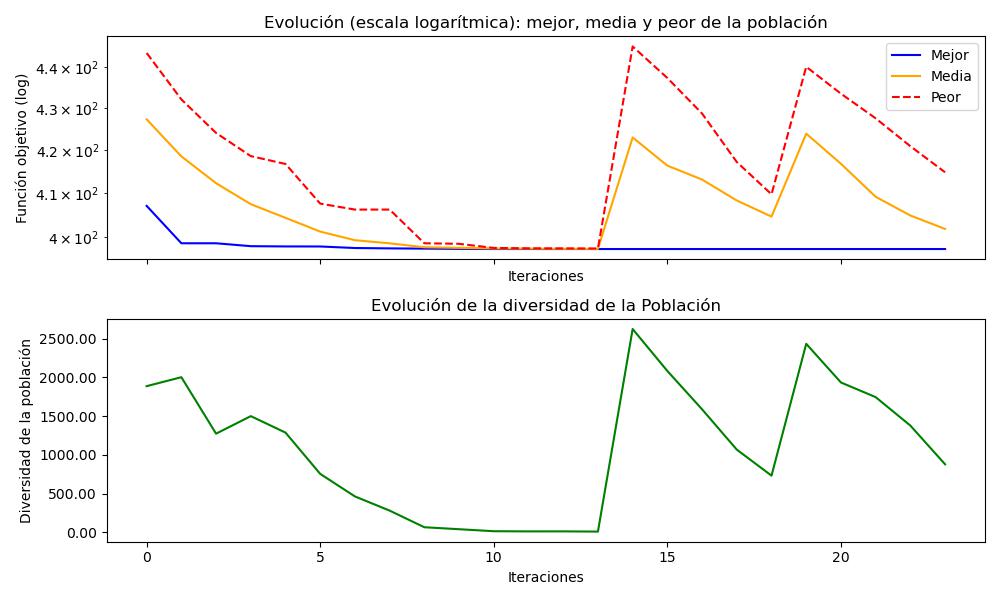 Evolución (escala logarítmica): mejor, media y peor de la población
Función objetivo (log)
4.4 × 10²
4.3 × 10²
4.2 × 10²
4.1 × 10²
4 × 10²
Mejor
Media
Peor
Iteraciones
Evolución de la diversidad de la Población
Diversidad de la población
2500.00
2000.00
1500.00
1000.00
500.00
0.00
0 5 10 15 20
Iteraciones